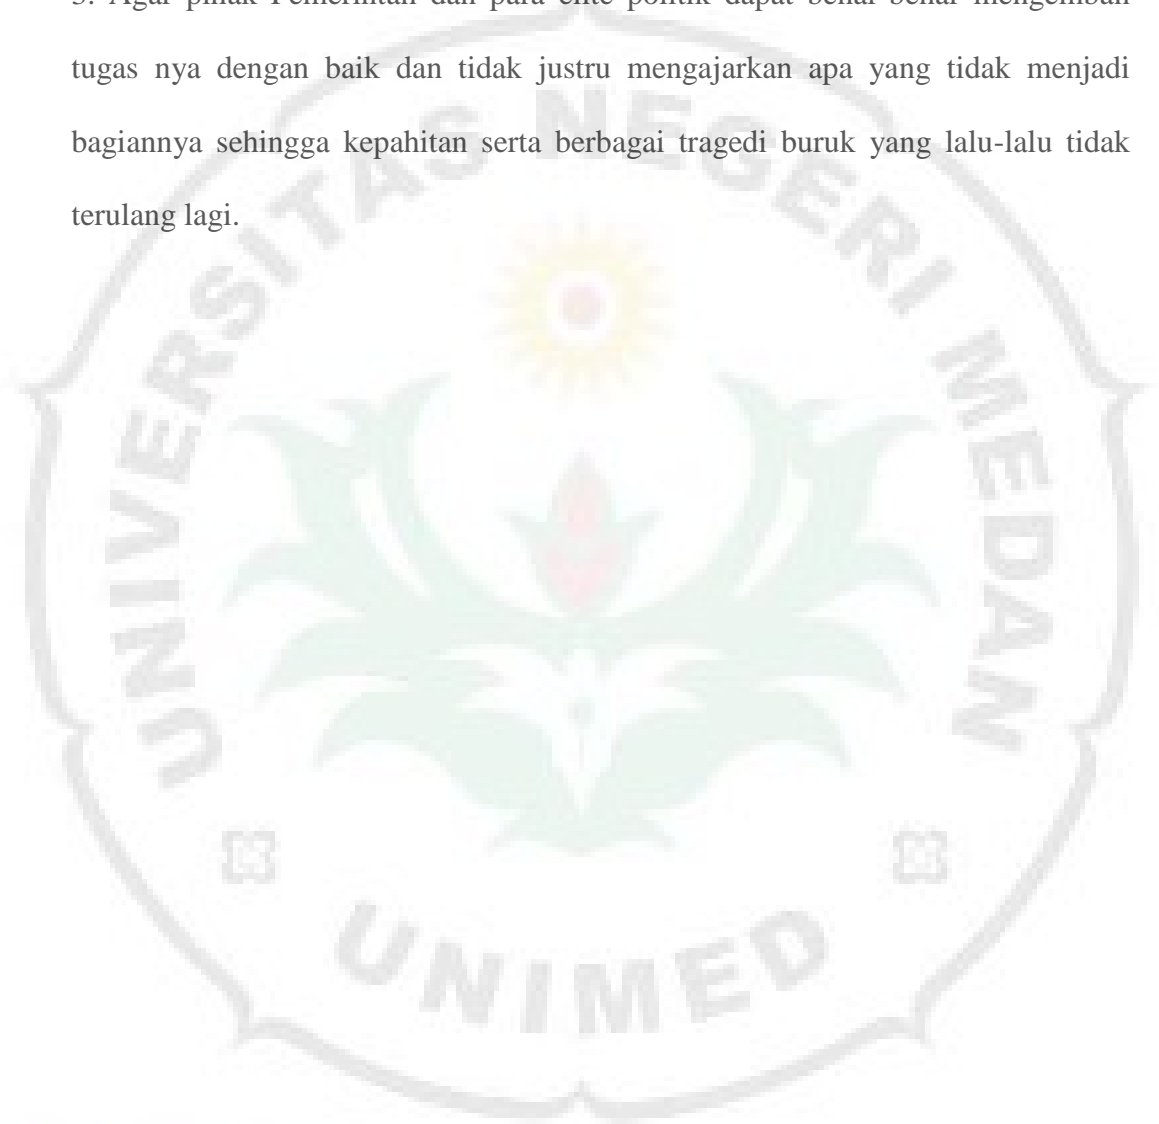 Agar pihak Pemerintah dan para elite politik dapat benar-benar mengemban
tugas nya dengan baik dan tidak justru mengajarkan apa yang tidak menjadi
bagiannya sehingga kepahitan serta berbagai tragedi buruk yang lalu-lalu tidak
terulang lagi.
UNIVERSITAS NEGERI MEDAN
UNIMED